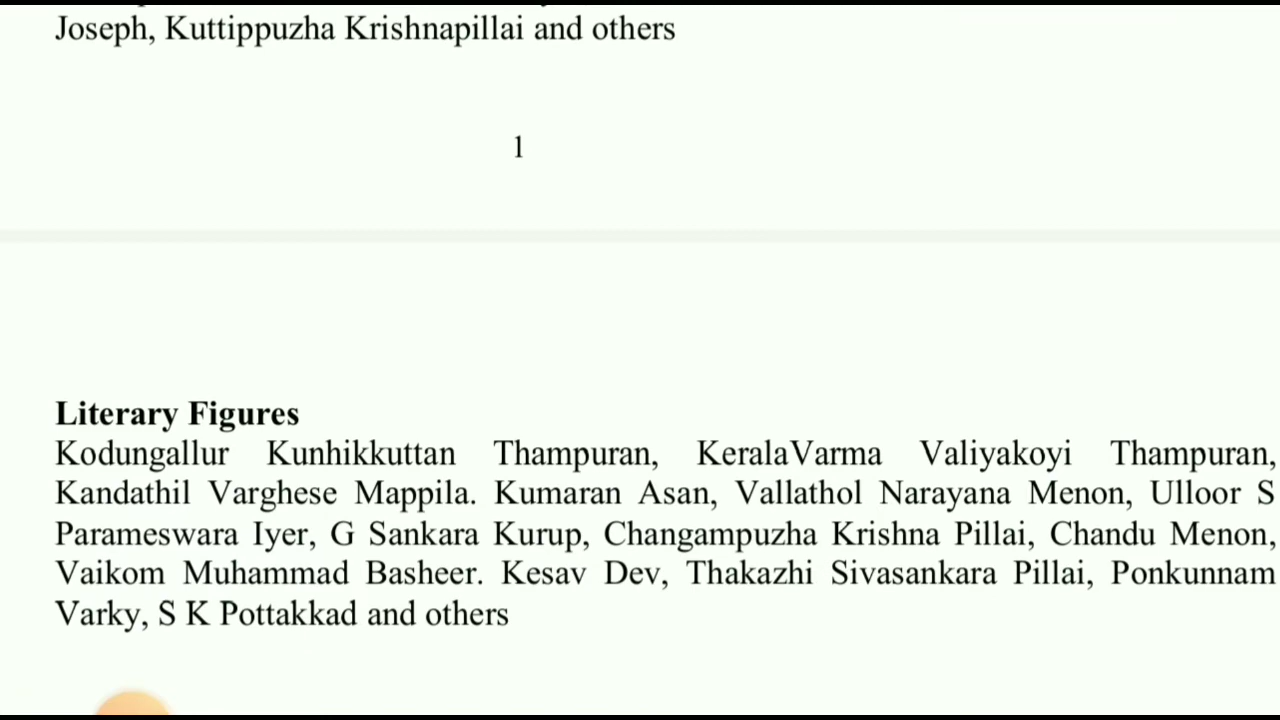 Joseph, Kuttippuzha Krishnapillai and others
1
Literary Figures
Kodungallur Kunhikkuttan Thampuran, KeralaVarma Valiyakoyi Thampuran,
Kandathil Varghese Mappila. Kumaran Asan, Vallathol Narayana Menon, Ulloor S
Parameswara Iyer, G Sankara Kurup, Changampuzha Krishna Pillai, Chandu Menon,
Vaikom Muhammad Basheer. Kesav Dev, Thakazhi Sivasankara Pillai, Ponkunnam
Varky, S K Pottakkad and others